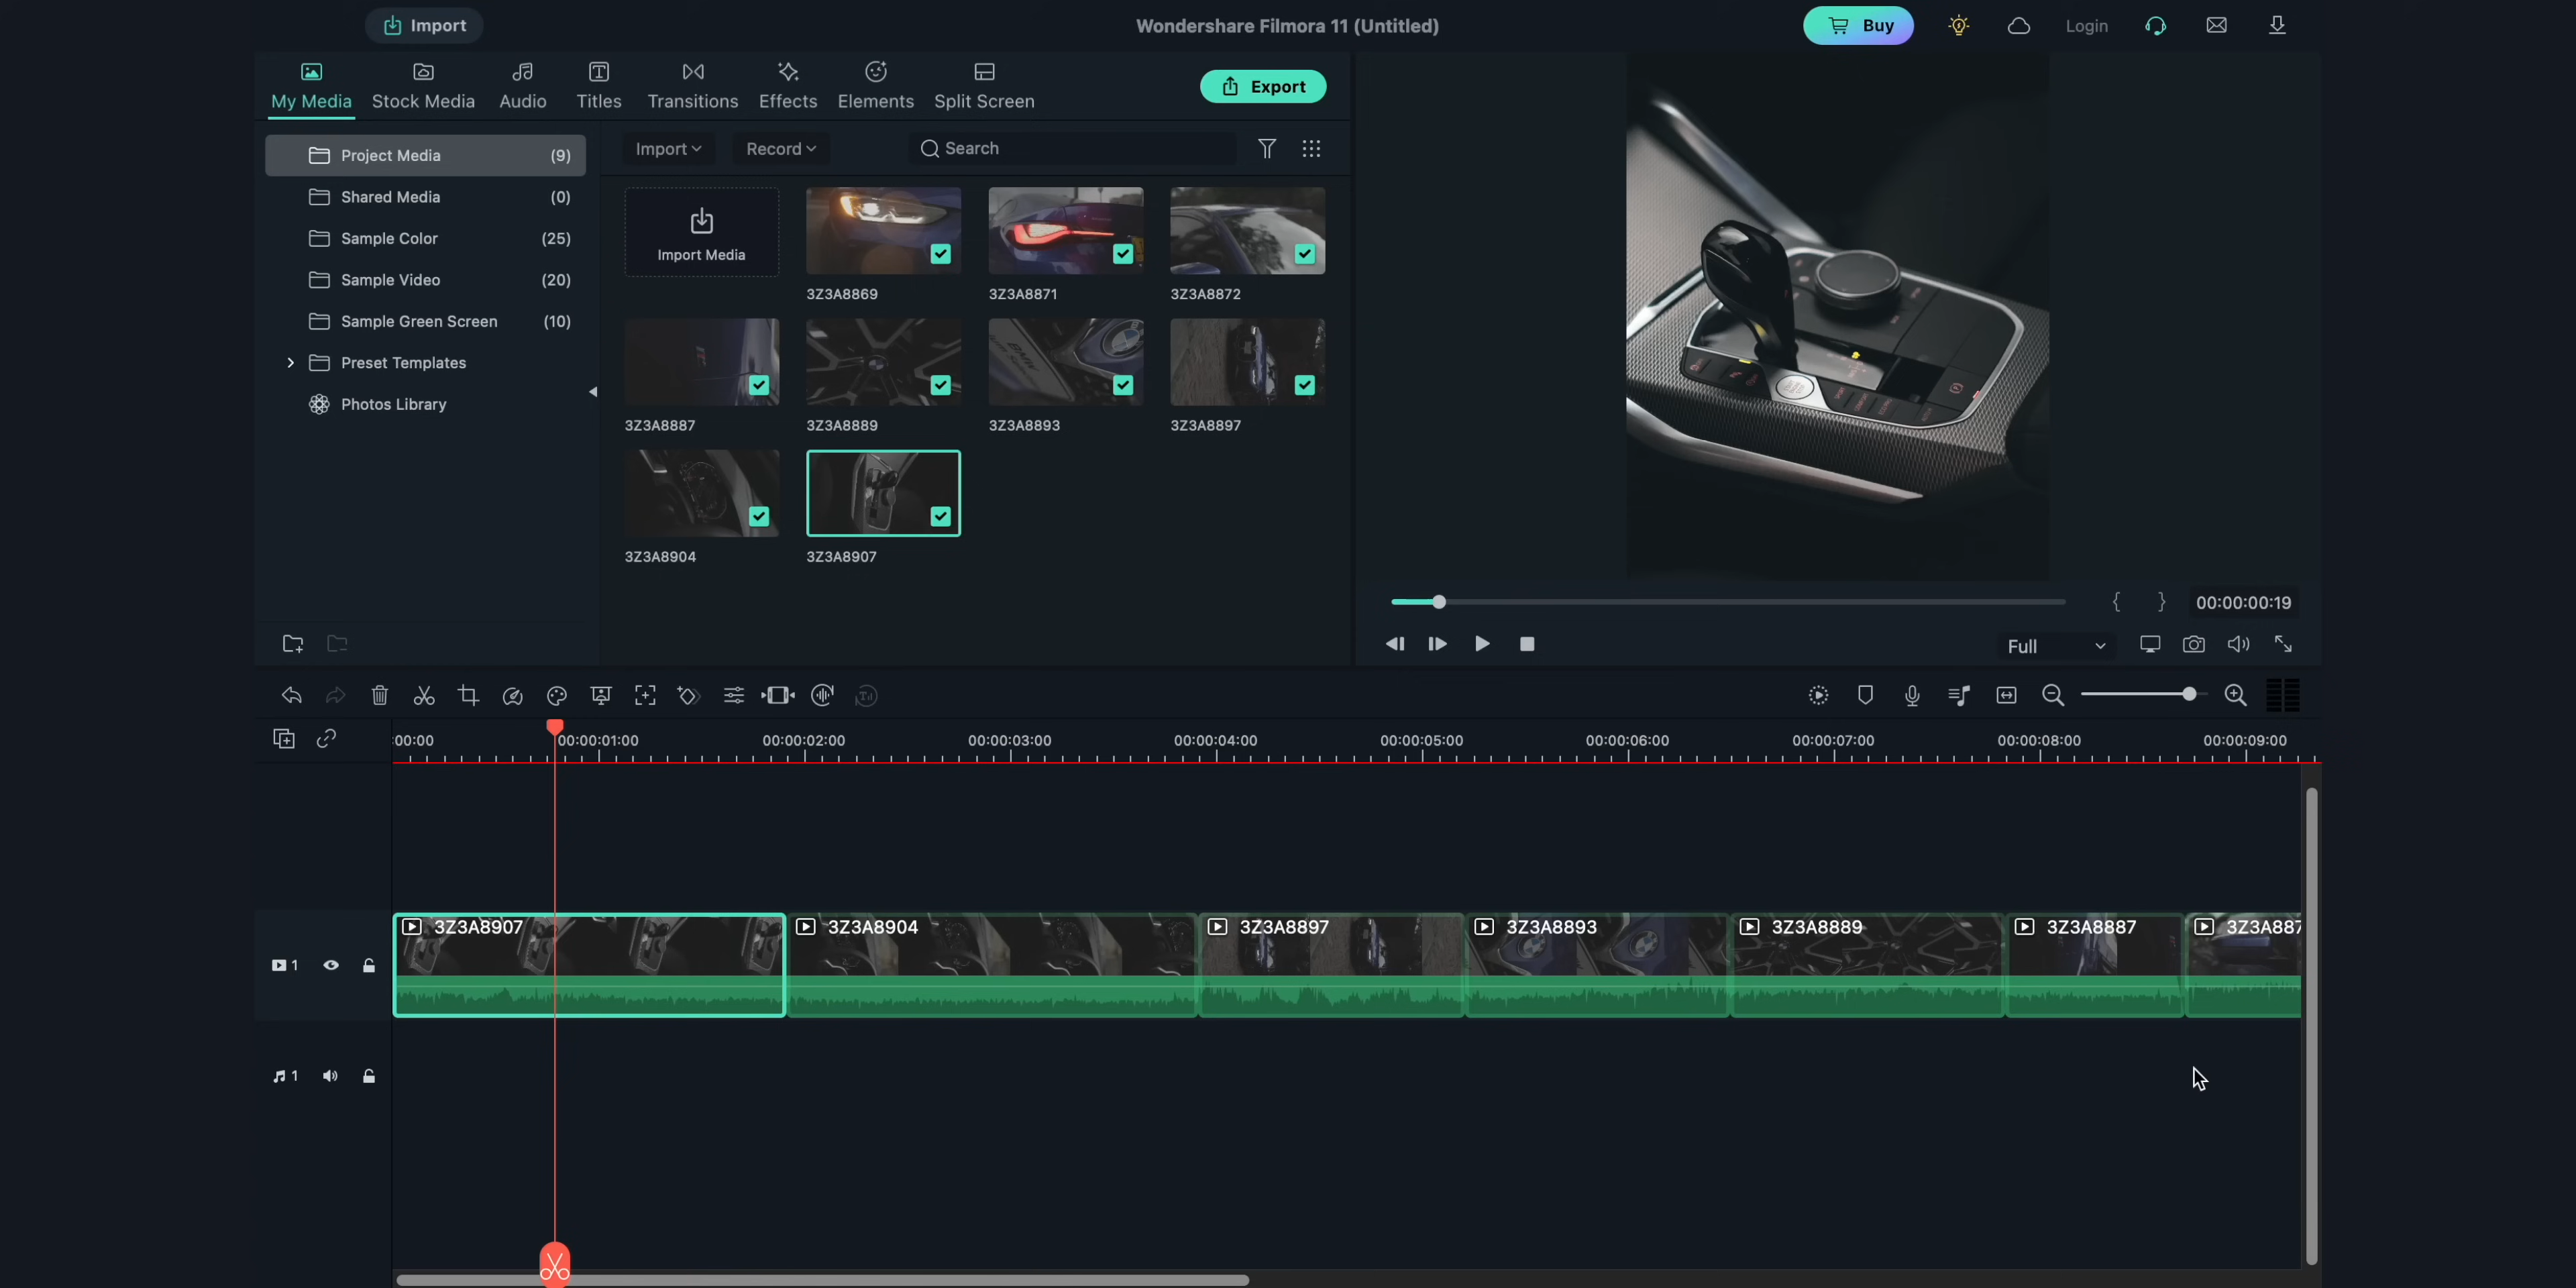 Import
Wondershare Filmora 11 (Untitled)
Buy
Login
My Media
Stock Media
Audio
Titles
Transitions
Effects
Elements
Split Screen
Export
Project Media (9)
Shared Media (0)
Sample Color (25)
Sample Video (20)
Sample Green Screen (10)
Preset Templates
Photos Library
Import
Record
Search
Import Media
3Z3A8869
3Z3A8871
3Z3A8872
3Z3A8887
3Z3A8889
3Z3A8893
3Z3A8897
3Z3A8904
3Z3A8907
00:00:00:19
Full
:00:00
00:00:01:00
00:00:02:00
00:00:03:00
00:00:04:00
00:00:05:00
00:00:06:00
00:00:07:00
00:00:08:00
00:00:09:00
3Z3A8907
3Z3A8904
3Z3A8897
3Z3A8893
3Z3A8889
3Z3A8887
3Z3A887
1
1